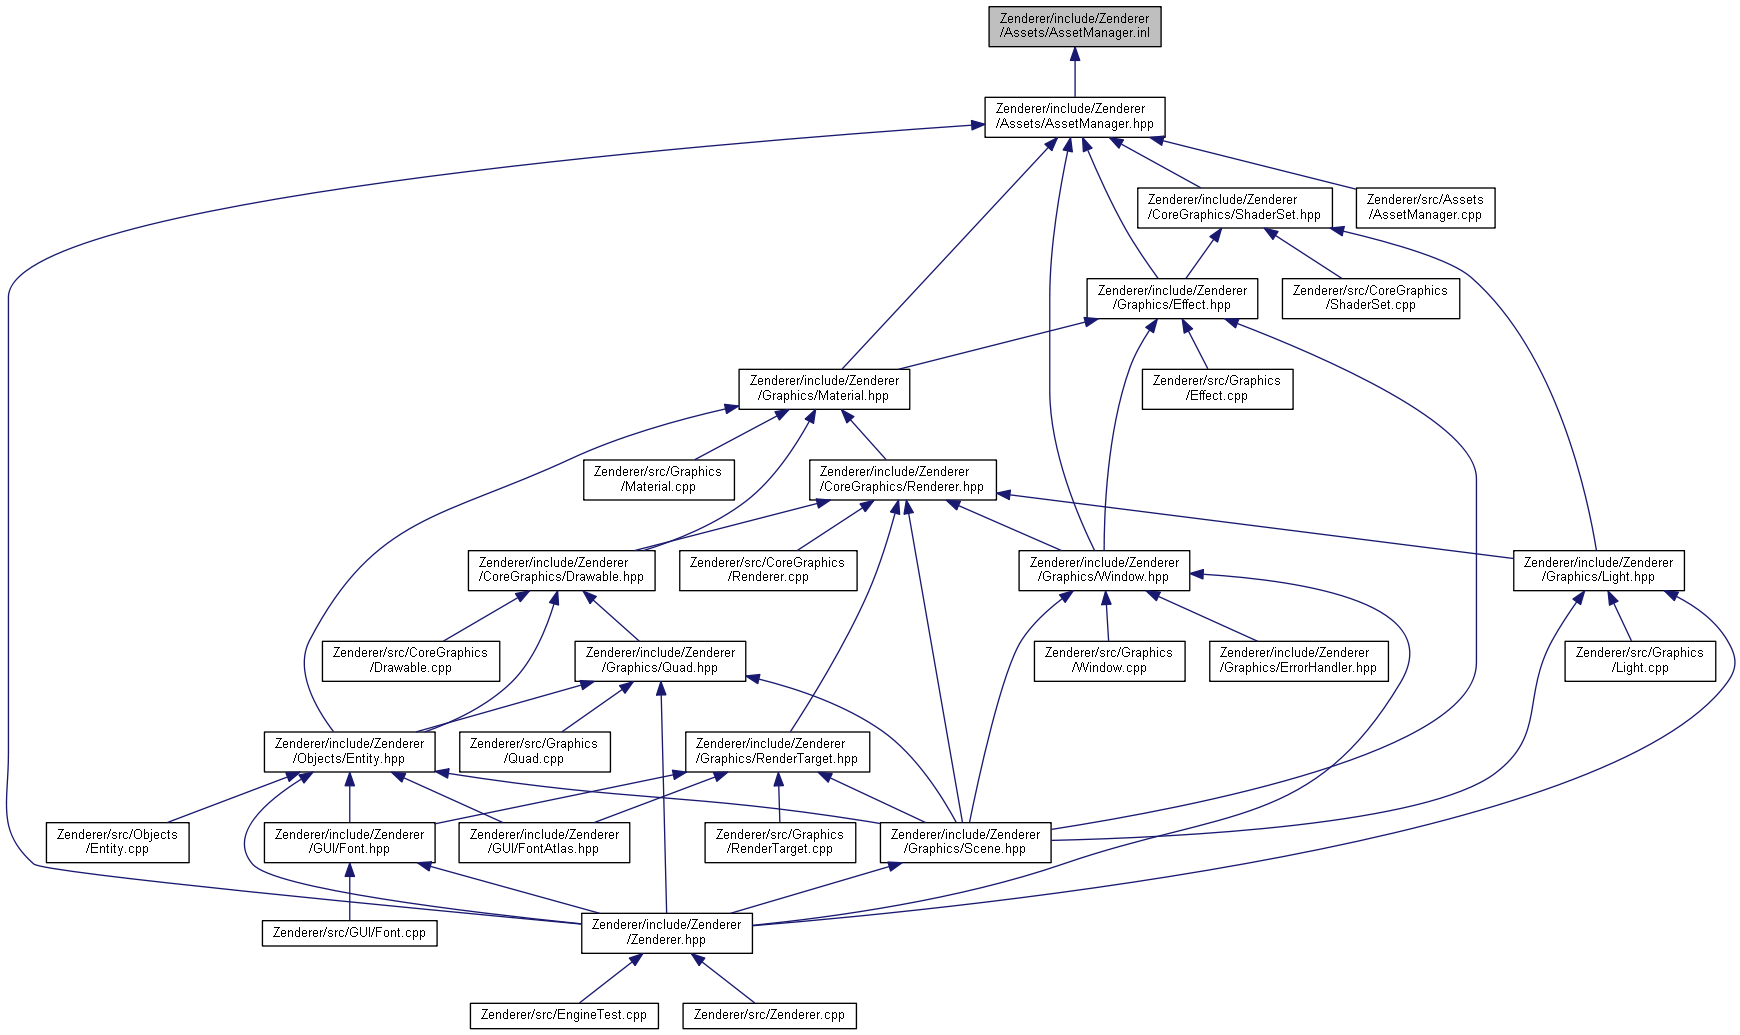 Zenderer/include/Zenderer
/Assets/AssetManager.inl
Zenderer/include/Zenderer
/Assets/AssetManager.hpp
Zenderer/include/Zenderer
/CoreGraphics/ShaderSet.hpp
Zenderer/src/Assets
/AssetManager.cpp
Zenderer/include/Zenderer
/Graphics/Effect.hpp
Zenderer/src/CoreGraphics
/ShaderSet.cpp
Zenderer/include/Zenderer
/Graphics/Material.hpp
Zenderer/src/Graphics
/Effect.cpp
Zenderer/src/Graphics
/Material.cpp
Zenderer/include/Zenderer
/CoreGraphics/Renderer.hpp
Zenderer/include/Zenderer
/CoreGraphics/Drawable.hpp
Zenderer/src/CoreGraphics
/Renderer.cpp
Zenderer/include/Zenderer
/Graphics/Window.hpp
Zenderer/include/Zenderer
/Graphics/Light.hpp
Zenderer/src/CoreGraphics
/Drawable.cpp
Zenderer/include/Zenderer
/Graphics/Quad.hpp
Zenderer/src/Graphics
/Window.cpp
Zenderer/include/Zenderer
/Graphics/ErrorHandler.hpp
Zenderer/src/Graphics
/Light.cpp
Zenderer/include/Zenderer
/Objects/Entity.hpp
Zenderer/src/Graphics
/Quad.cpp
Zenderer/include/Zenderer
/Graphics/RenderTarget.hpp
Zenderer/src/Objects
/Entity.cpp
Zenderer/include/Zenderer
/GUI/Font.hpp
Zenderer/include/Zenderer
/GUI/FontAtlas.hpp
Zenderer/src/Graphics
/RenderTarget.cpp
Zenderer/include/Zenderer
/Graphics/Scene.hpp
Zenderer/src/GUI/Font.cpp
Zenderer/include/Zenderer
/Zenderer.hpp
Zenderer/src/EngineTest.cpp
Zenderer/src/Zenderer.cpp